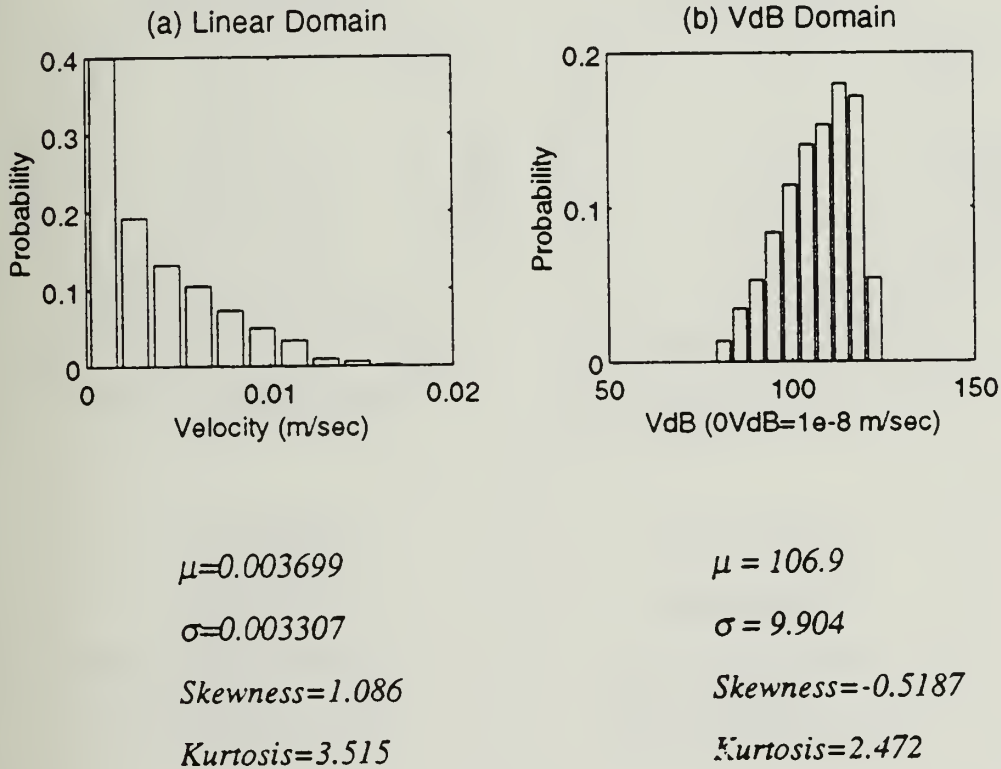 (a) Linear Domain
0.4
0.3
0.2
0.1
0
Probability
0
0.01
0.02
Velocity (m/sec)
(b) VdB Domain
0.2
0.1
0
Probability
50
100
150
VdB (0VdB=1e-8 m/sec)
μ=0.003699
σ=0.003307
Skewness=1.086
Kurtosis=3.515
μ = 106.9
σ = 9.904
Skewness=-0.5187
Kurtosis=2.472